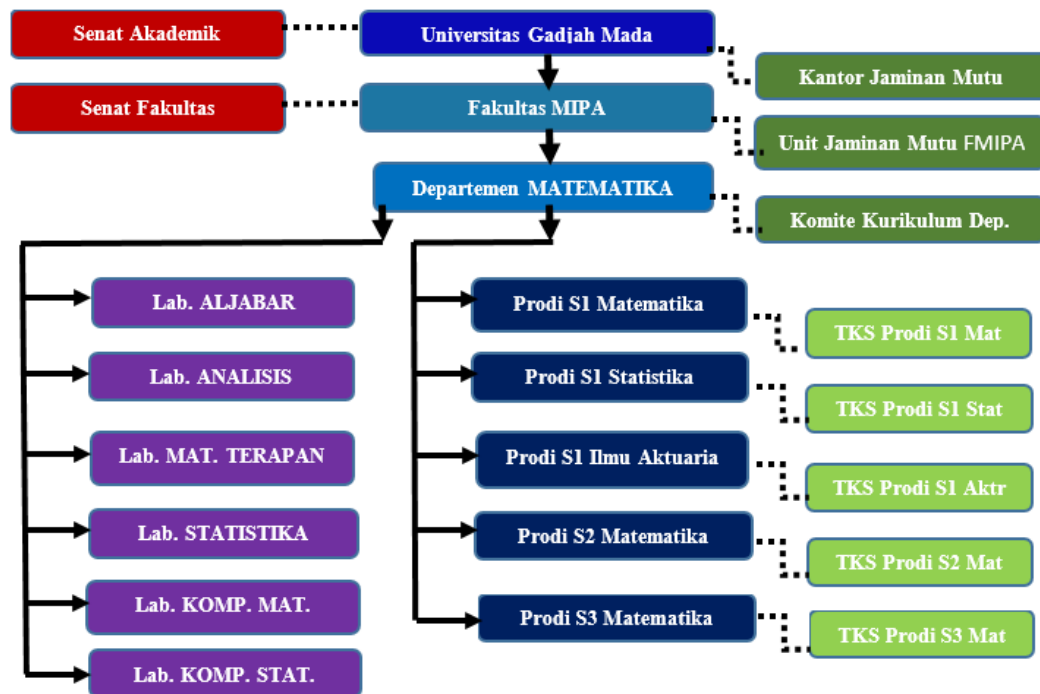 Senat Akademik
Universitas Gadjah Mada
Kantor Jaminan Mutu
Senat Fakultas
Fakultas MIPA
Unit Jaminan Mutu FMIPA
Departemen MATEMATIKA
Komite Kurikulum Dep.
Lab. ALJABAR
Lab. ANALISIS
Lab. MAT. TERAPAN
Lab. STATISTIKA
Lab. KOMP. MAT.
Lab. KOMP. STAT.
Prodi S1 Matematika
TKS Prodi S1 Mat
Prodi S1 Statistika
TKS Prodi S1 Stat
Prodi S1 Ilmu Aktuaria
TKS Prodi S1 Aktr
Prodi S2 Matematika
TKS Prodi S2 Mat
Prodi S3 Matematika
TKS Prodi S3 Mat